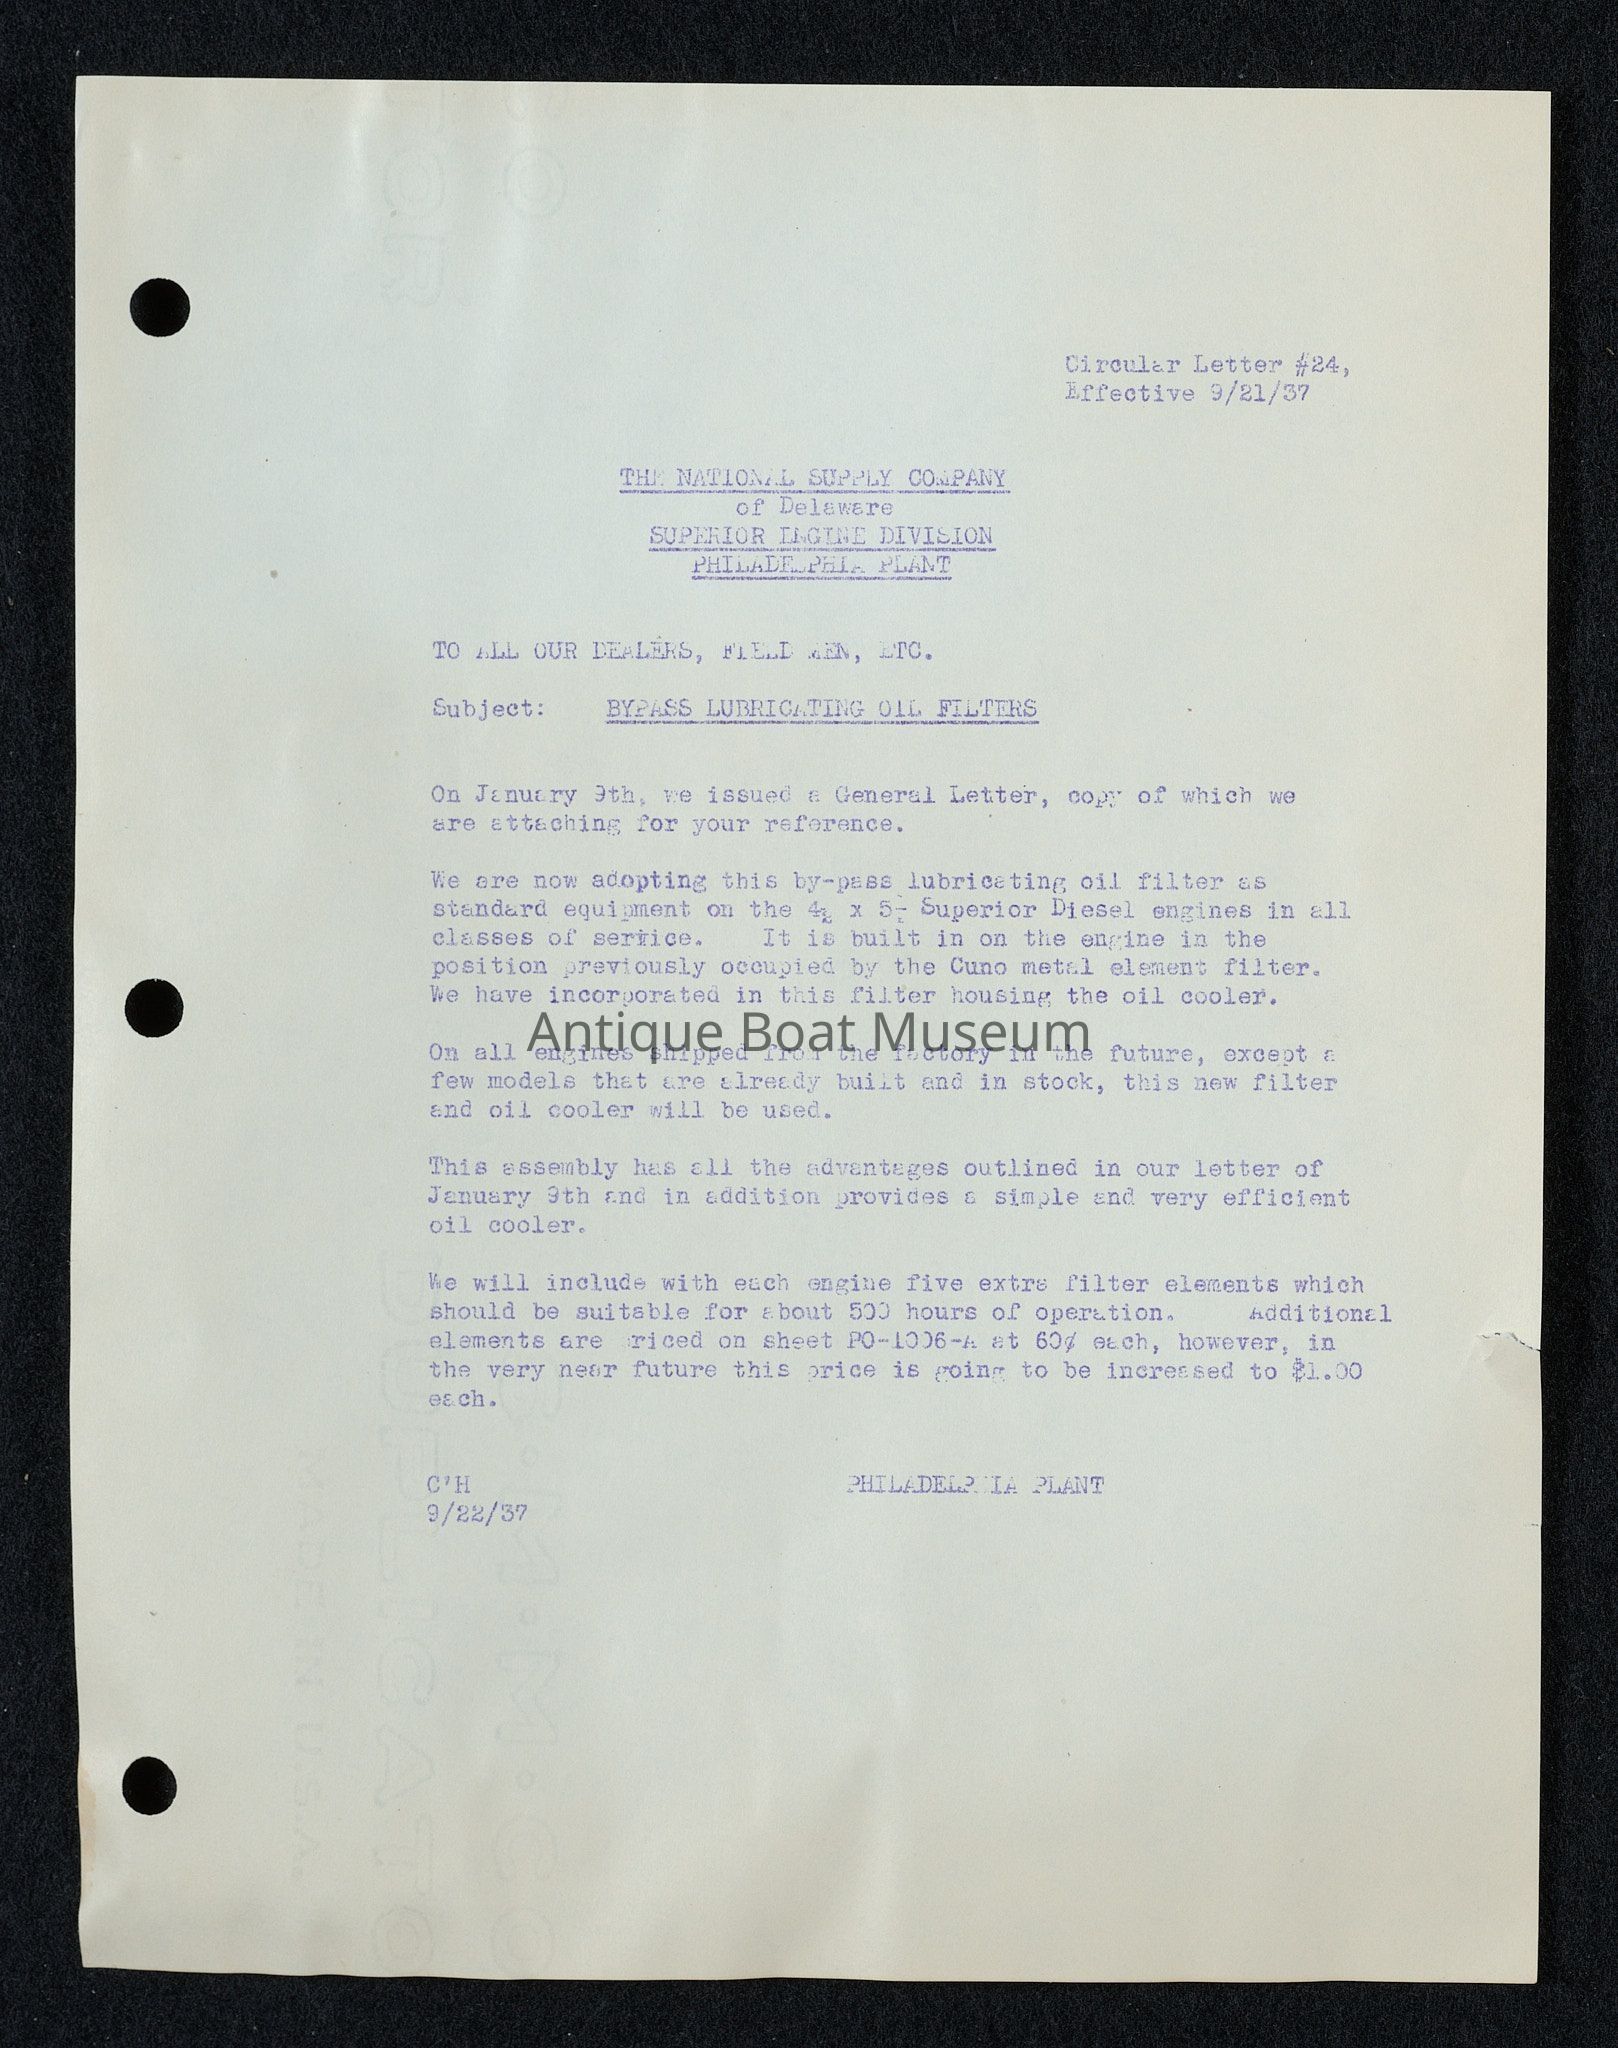 Circular Letter #24,
Effective 9/21/37
THE NATIONAL SUPPLY COMPANY
of Delaware
SUPERIOR ENGINE DIVISION
PHILADELPHIA PLANT
TO ALL OUR DEALERS, FIELD MEN, ETC.
Subject: BYPASS LUBRICATING OIL FILTERS
On January 9th, we issued a General Letter, copy of which we
are attaching for your reference.
We are now adopting this by-pass lubricating oil filter as
standard equipment on the x Superior Diesel engines in all
classes of service. It is built in on the engine in the
position previously occupied by the Cuno metal element filter.
We have incorporated in this filter housing the oil cooler.
Antique Boat Museum
On all engines shipped from the factory in the future, except a
few models that are already built and in stock, this new filter
and oil cooler will be used.
This assembly has all the advantages outlined in our letter of
January 9th and in addition provides a simple and very efficient
oil cooler.
We will include with each engine five extra filter elements which
should be suitable for about 500 hours of operation. Additional
elements are priced on sheet PO-1006-A at 60¢ each, however, in
the very near future this price is going to be increased to $1.00
each.
C'H PHILADELPHIA PLANT
9/22/37